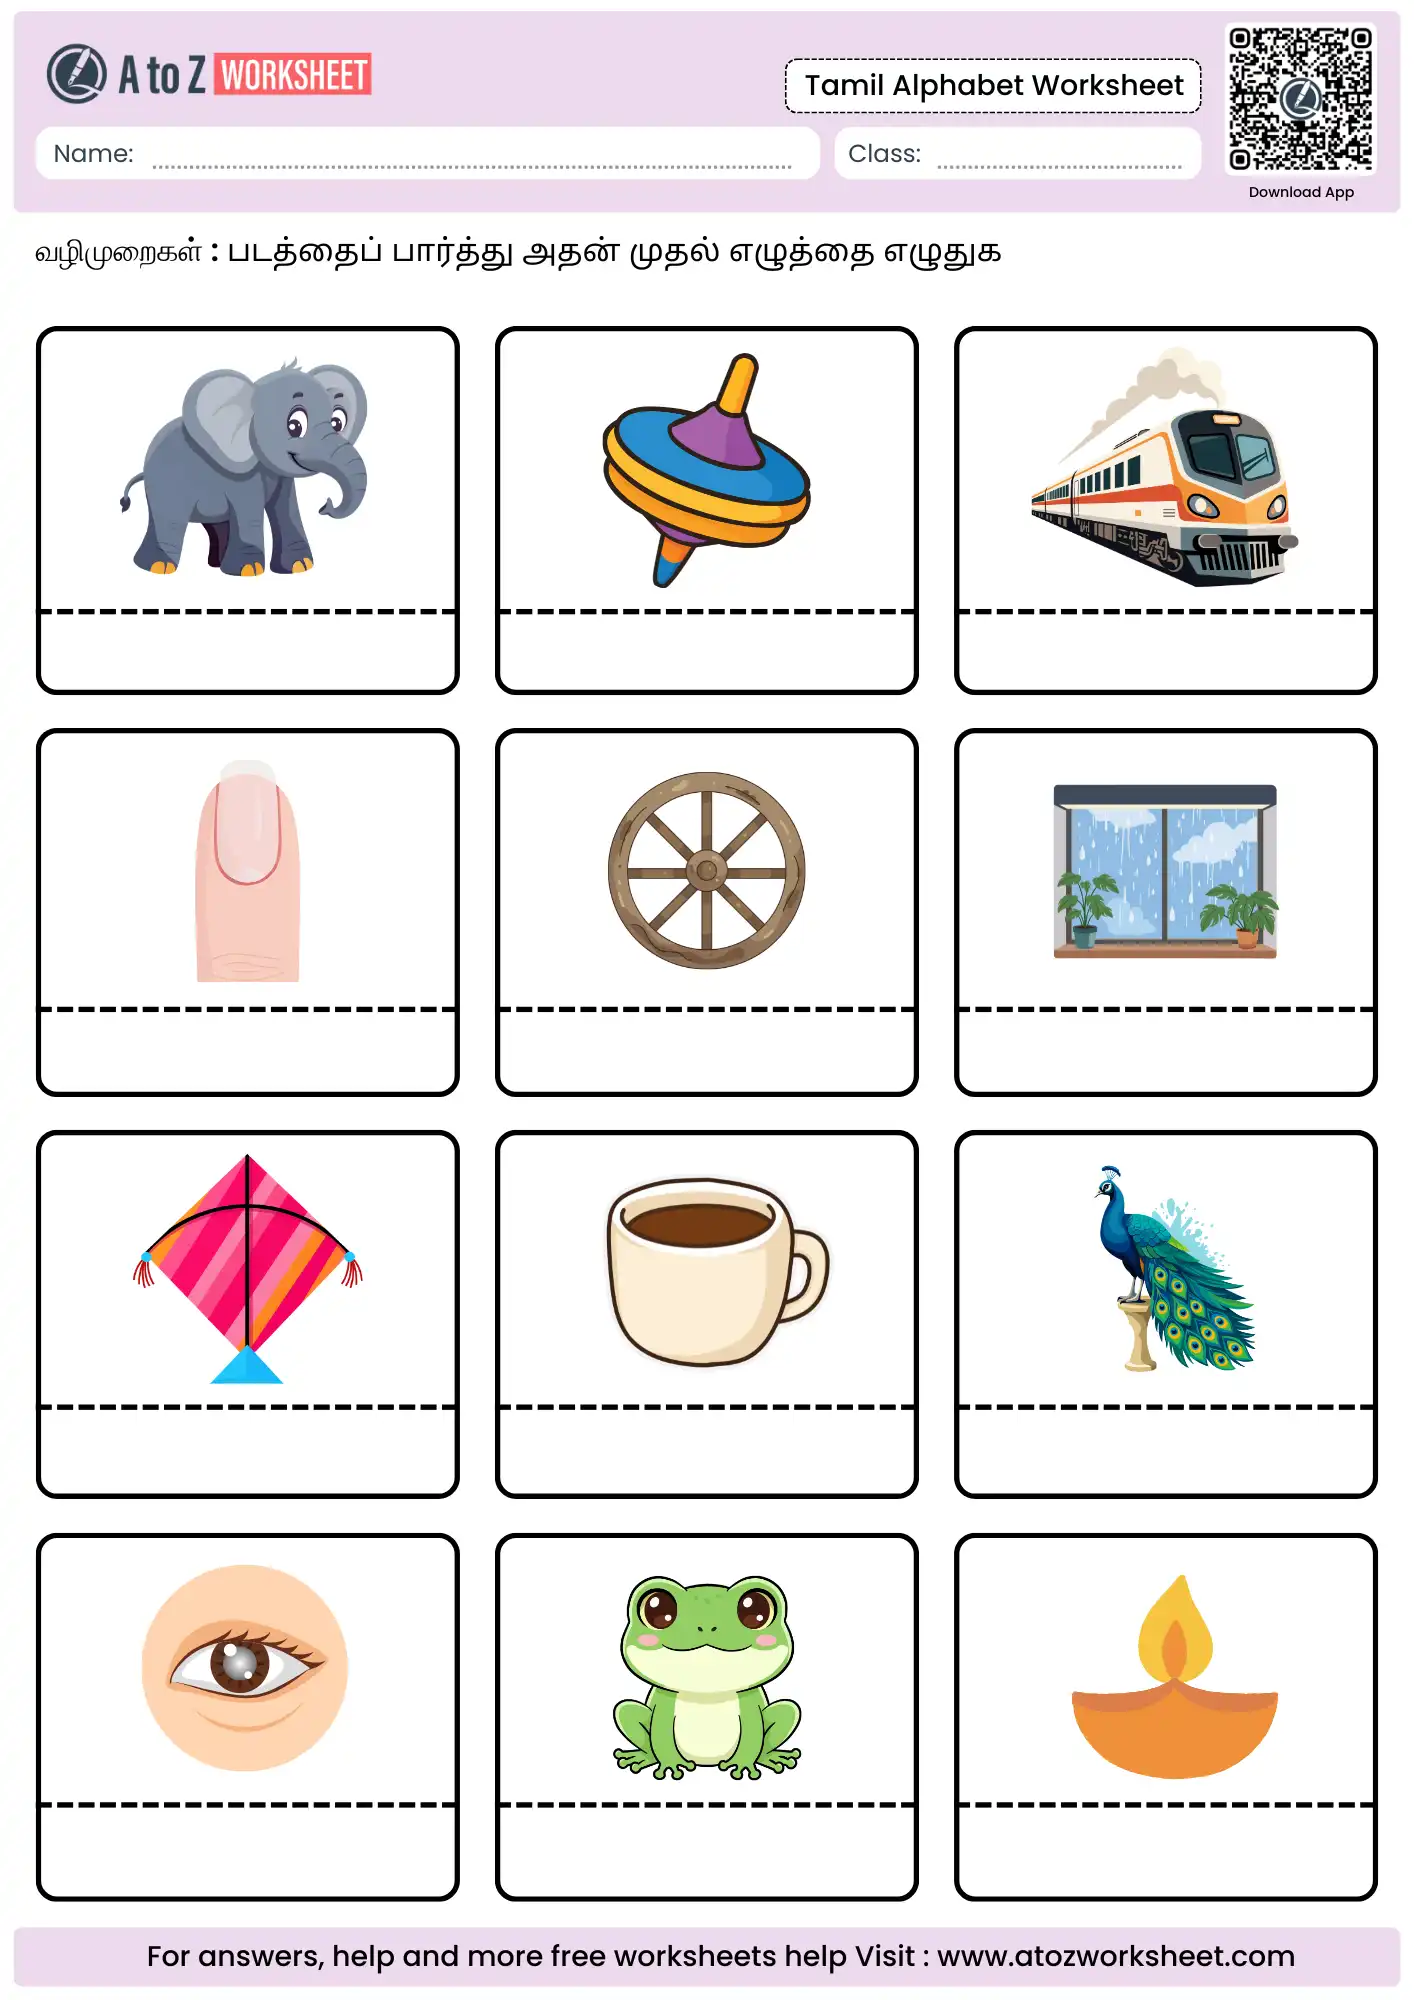 A to Z WORKSHEET
Tamil Alphabet Worksheet
Name:
Class:
Download App
வழிமுறைகள் : படத்தைப் பார்த்து அதன் முதல் எழுத்தை எழுதுக
For answers, help and more free worksheets help Visit : www.atozworksheet.com